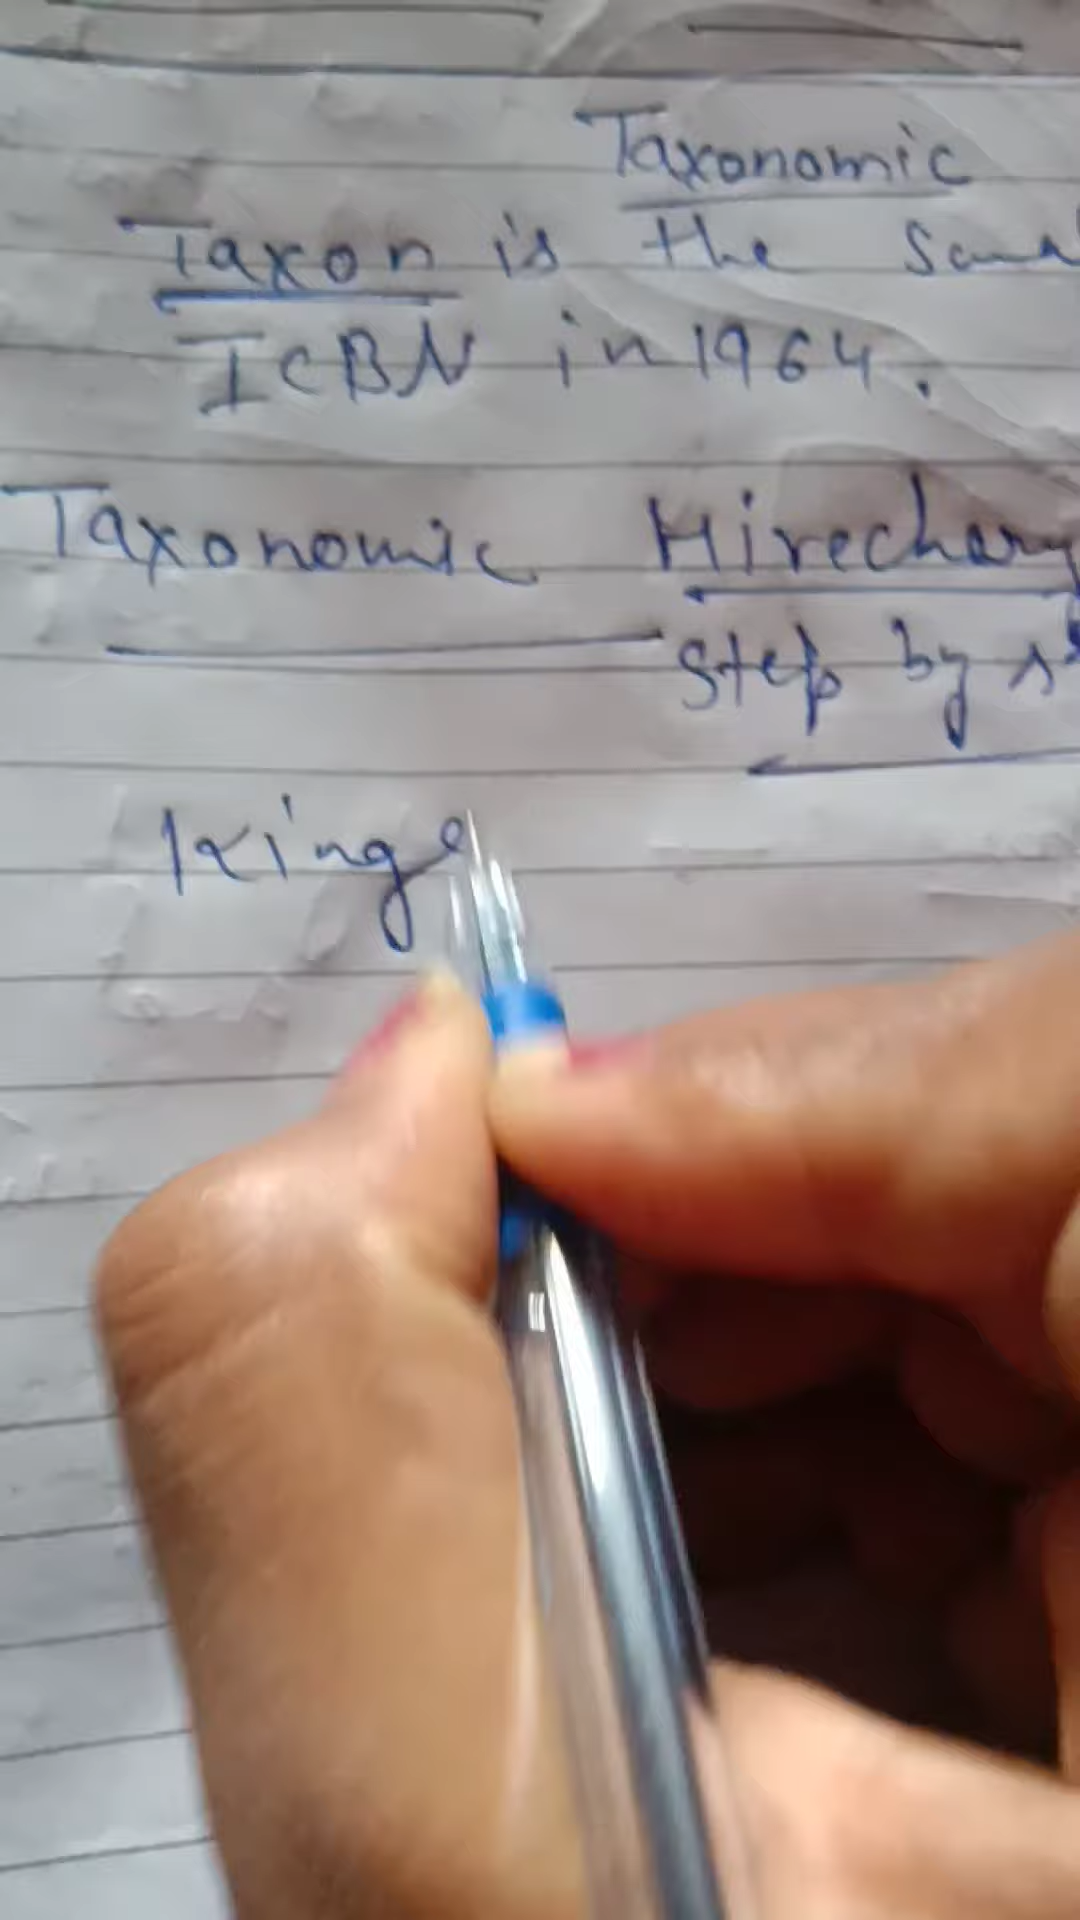 Taxonomic
Taxon is the
ICBN in 1964.
Taxonomic Hirechary
Step by
King